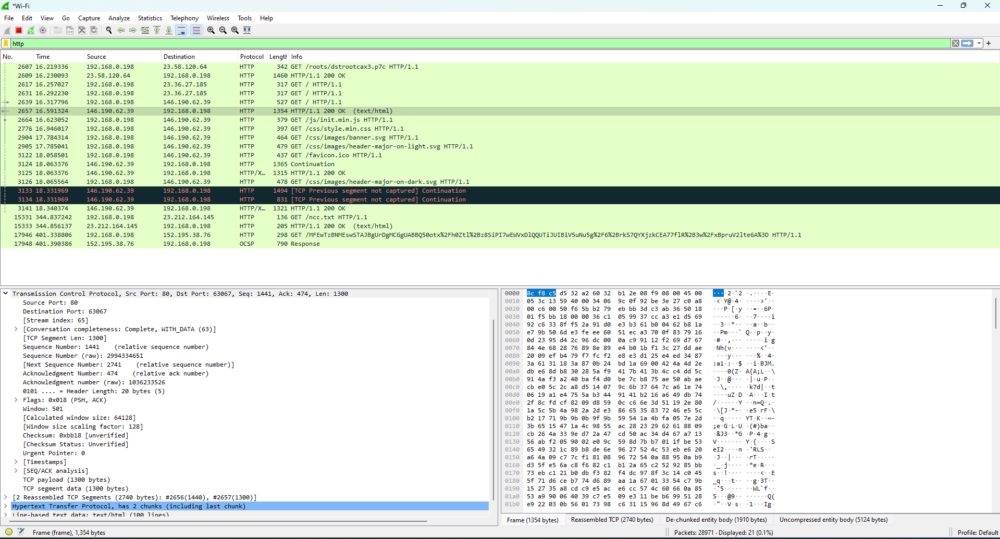 *Wi-Fi
File Edit View Go Capture Analyze Statistics Telephony Wireless Tools Help
http
No. Time Source Destination Protocol Length Info
2607 16.219336 192.168.0.198 23.58.120.64 HTTP 342 GET /roots/dstrootcax3.p7c HTTP/1.1
2609 16.230093 23.58.120.64 192.168.0.198 HTTP 1460 HTTP/1.1 200 OK
2617 16.257027 192.168.0.198 23.36.27.185 HTTP 317 GET / HTTP/1.1
2631 16.292230 192.168.0.198 23.36.27.185 HTTP 317 GET / HTTP/1.1
2639 16.317796 192.168.0.198 146.190.62.39 HTTP 527 GET / HTTP/1.1
2657 16.591324 146.190.62.39 192.168.0.198 HTTP 1354 HTTP/1.1 200 OK (text/html)
2664 16.623052 192.168.0.198 146.190.62.39 HTTP 379 GET /js/init.min.js HTTP/1.1
2776 16.946017 192.168.0.198 146.190.62.39 HTTP 397 GET /css/style.min.css HTTP/1.1
2904 17.784314 192.168.0.198 146.190.62.39 HTTP 464 GET /css/images/banner.svg HTTP/1.1
2905 17.785041 192.168.0.198 146.190.62.39 HTTP 479 GET /css/images/header-major-on-light.svg HTTP/1.1
3122 18.058501 192.168.0.198 146.190.62.39 HTTP 437 GET /favicon.ico HTTP/1.1
3124 18.063376 146.190.62.39 192.168.0.198 HTTP 1365 Continuation
3125 18.063376 146.190.62.39 192.168.0.198 HTTP/X… 1315 HTTP/1.1 200 OK
3126 18.065564 192.168.0.198 146.190.62.39 HTTP 478 GET /css/images/header-major-on-dark.svg HTTP/1.1
3133 18.331969 146.190.62.39 192.168.0.198 HTTP 1494 [TCP Previous segment not captured] Continuation
3134 18.331969 146.190.62.39 192.168.0.198 HTTP 831 [TCP Previous segment not captured] Continuation
3141 18.340374 146.190.62.39 192.168.0.198 HTTP/X… 1321 HTTP/1.1 200 OK
15331 344.837242 192.168.0.198 23.212.164.145 HTTP 136 GET /ncc.txt HTTP/1.1
15333 344.856137 23.212.164.145 192.168.0.198 HTTP 205 HTTP/1.1 200 OK (text/html)
17946 401.338806 192.168.0.198 152.195.38.76 HTTP 298 GET /MFEwTzBNMEswSTAJBgUrDgMCGgUABBQ50otx%2Fh0Ztl%2Bz8SiPI7wEWVxDlQQUTiJUIBiV5uNu5g%2F6%2BrkS7QYXjzkCEA77flR%2B3w%2FxBpruV2lte6A%3D HTTP/1.1
17948 401.390386 152.195.38.76 192.168.0.198 OCSP 790 Response
Transmission Control Protocol, Src Port: 80, Dst Port: 63067, Seq: 1441, Ack: 474, Len: 1300
Source Port: 80
Destination Port: 63067
[Stream index: 65]
[Conversation completeness: Complete, WITH_DATA (63)]
[TCP Segment Len: 1300]
Sequence Number: 1441 (relative sequence number)
Sequence Number (raw): 2994334651
[Next Sequence Number: 2741 (relative sequence number)]
Acknowledgment Number: 474 (relative ack number)
Acknowledgment number (raw): 1036233526
0101 .... = Header Length: 20 bytes (5)
Flags: 0x018 (PSH, ACK)
Window: 501
[Calculated window size: 64128]
[Window size scaling factor: 128]
Checksum: 0xbb18 [unverified]
[Checksum Status: Unverified]
Urgent Pointer: 0
[Timestamps]
[SEQ/ACK analysis]
TCP payload (1300 bytes)
TCP segment data (1300 bytes)
[2 Reassembled TCP Segments (2740 bytes): #2656(1440), #2657(1300)]
Hypertext Transfer Protocol, has 2 chunks (including last chunk)
Line-based text data: text/html (100 lines)
0000 8c f8 c5 d5 32 a2 60 32 b1 2e 08 f9 08 00 45 00
0010 05 3c 13 59 40 00 34 06 9c 0f 92 be 3e 27 c0 a8
0020 00 c6 00 50 f6 5b b2 79 eb bb 3d c3 ab 36 50 18
0030 01 f5 bb 18 00 00 36 c1 05 99 37 cc a3 e1 d5 69
0040 92 c6 33 8f f5 2a 91 d0 e3 b3 61 b0 04 62 b8 1a
0050 e7 9b 50 6d e3 fe ee 60 51 ec a3 70 0f 83 79 16
0060 0d 23 95 d4 2c 96 dc 00 0a c9 91 12 f2 69 d7 67
0070 84 4e 68 28 76 89 8e 89 e4 b0 1b f1 3c 27 dd ae
0080 20 09 ef b4 79 f7 fc f2 e8 e3 d1 25 e4 ed 34 87
0090 3a 61 31 18 3a 87 0b 24 bd 1a 69 00 42 4a 4d 2e
00a0 db e6 8d b8 30 28 5a f9 41 7b 41 3b 4c c4 dd 5c
00b0 91 4a f3 a2 40 ba f4 d0 be 7c b8 75 ae 50 ab ae
00c0 cb e0 5c 2c a8 d5 14 07 9c 6b 37 64 7c a6 1e 74
00d0 06 19 a1 e4 75 5a b3 44 91 41 b2 16 a6 49 db 74
00e0 2f 8c fd cf 82 09 d8 59 0c c6 6e 3d 51 19 2e 80
00f0 1a 5c 5b 4a 98 2a 2d e3 86 65 35 83 72 46 e5 5c
0100 b2 17 71 9b 9b 0b 9f 9b 59 54 1a 4b fa 05 7e 2d
0110 3b 65 15 47 1a 4c 98 55 ac 28 23 29 62 61 88 09
0120 cb 26 4a 33 9e d7 2a 47 cd 50 ac 34 d4 67 a7 13
0130 56 ab f2 05 90 02 e0 9c 59 8d 7b b7 01 1f be 53
0140 65 49 32 1c 89 b8 de 6e 96 27 52 4c 53 eb e6 20
0150 a6 4a 09 c7 7c f1 81 08 96 72 54 0a 88 95 0a b9
0160 d3 5f e5 6a c8 f6 82 c1 b1 2a 65 c2 52 92 85 bb
0170 73 eb c1 21 b0 db f3 82 f4 dc 97 8f 3c 14 c0 45
0180 5f 71 d6 ce b7 74 d6 89 aa 1a 67 01 33 54 c7 9b
0190 15 27 35 a8 cd c9 e5 ac e6 cc 57 4c 60 66 0a 85
01a0 53 a9 90 06 40 39 c7 e5 09 e3 11 be b6 99 51 28
01b0 e9 22 03 0b 56 01 73 98 c6 31 15 96 8d 49 67 c6
Frame (1354 bytes) Reassembled TCP (2740 bytes) De-chunked entity body (1910 bytes) Uncompressed entity body (5124 bytes)
Frame (frame), 1,354 bytes Packets: 28971 · Displayed: 21 (0.1%) Profile: Default